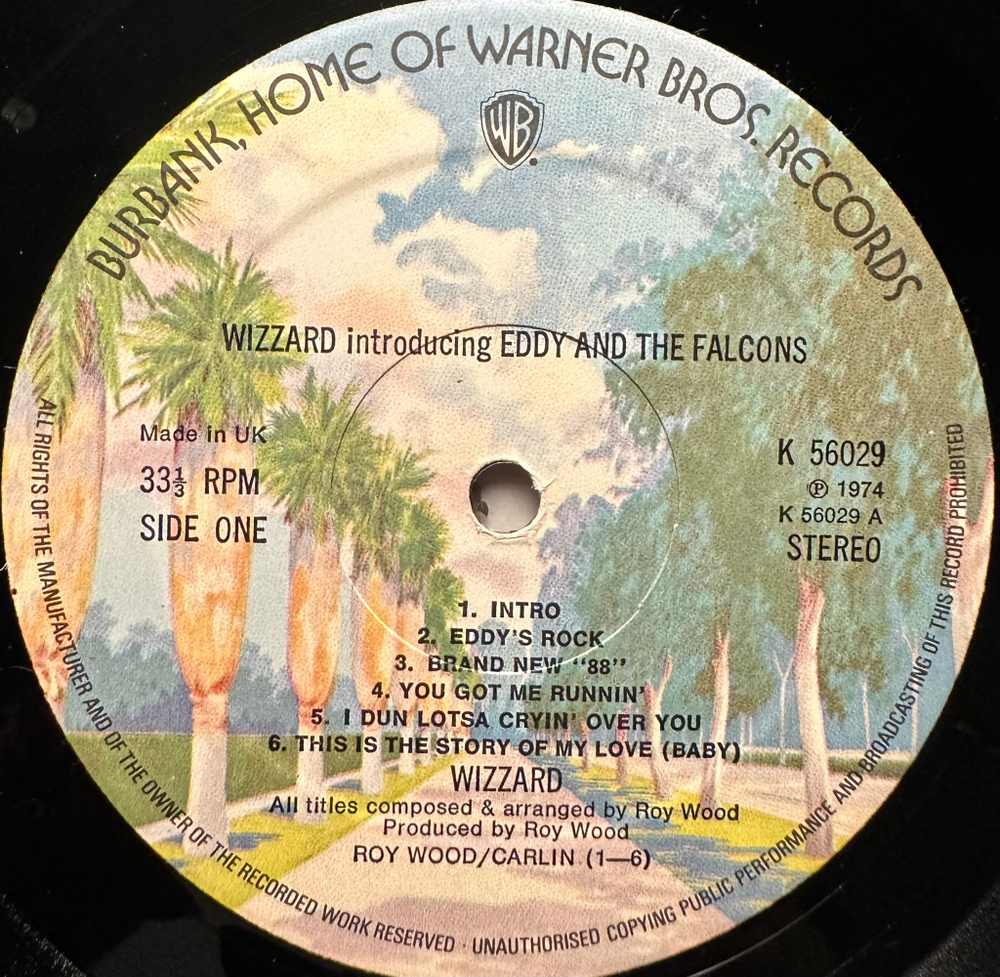 BURBANK, HOME OF WARNER BROS. RECORDS
WB
WIZZARD introducing EDDY AND THE FALCONS
Made in UK
33⅓ RPM
SIDE ONE
K 56029
℗ 1974
K 56029 A
STEREO
1. INTRO
2. EDDY'S ROCK
3. BRAND NEW "88"
4. YOU GOT ME RUNNIN'
5. I DUN LOTSA CRYIN' OVER YOU
6. THIS IS THE STORY OF MY LOVE (BABY)
WIZZARD
All titles composed & arranged by Roy Wood
Produced by Roy Wood
ROY WOOD/CARLIN (1—6)
ALL RIGHTS OF THE MANUFACTURER AND OF THE OWNER OF THE RECORDED WORK RESERVED · UNAUTHORISED COPYING PUBLIC PERFORMANCE AND BROADCASTING OF THIS RECORD PROHIBITED